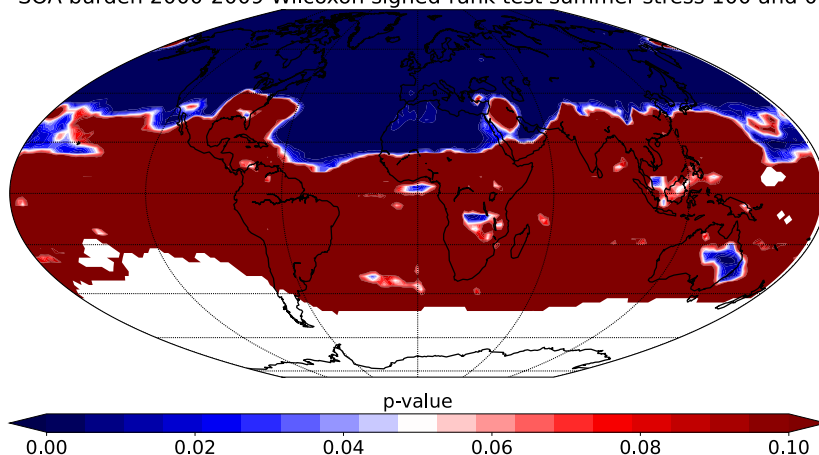 SOA burden 2000-2009 Wilcoxon signed rank test summer stress 100 and 0
p-value
0.00 0.02 0.04 0.06 0.08 0.10